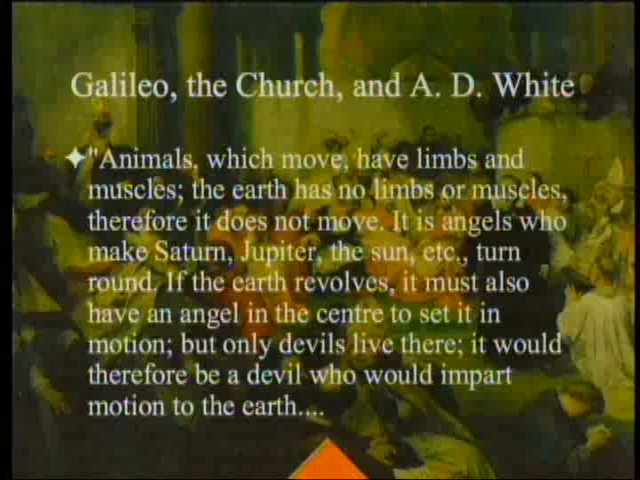 Galileo, the Church, and A. D. White
"Animals, which move, have limbs and
muscles; the earth has no limbs or muscles,
therefore it does not move. It is angels who
make Saturn, Jupiter, the sun, etc., turn
round. If the earth revolves, it must also
have an angel in the centre to set it in
motion; but only devils live there; it would
therefore be a devil who would impart
motion to the earth....